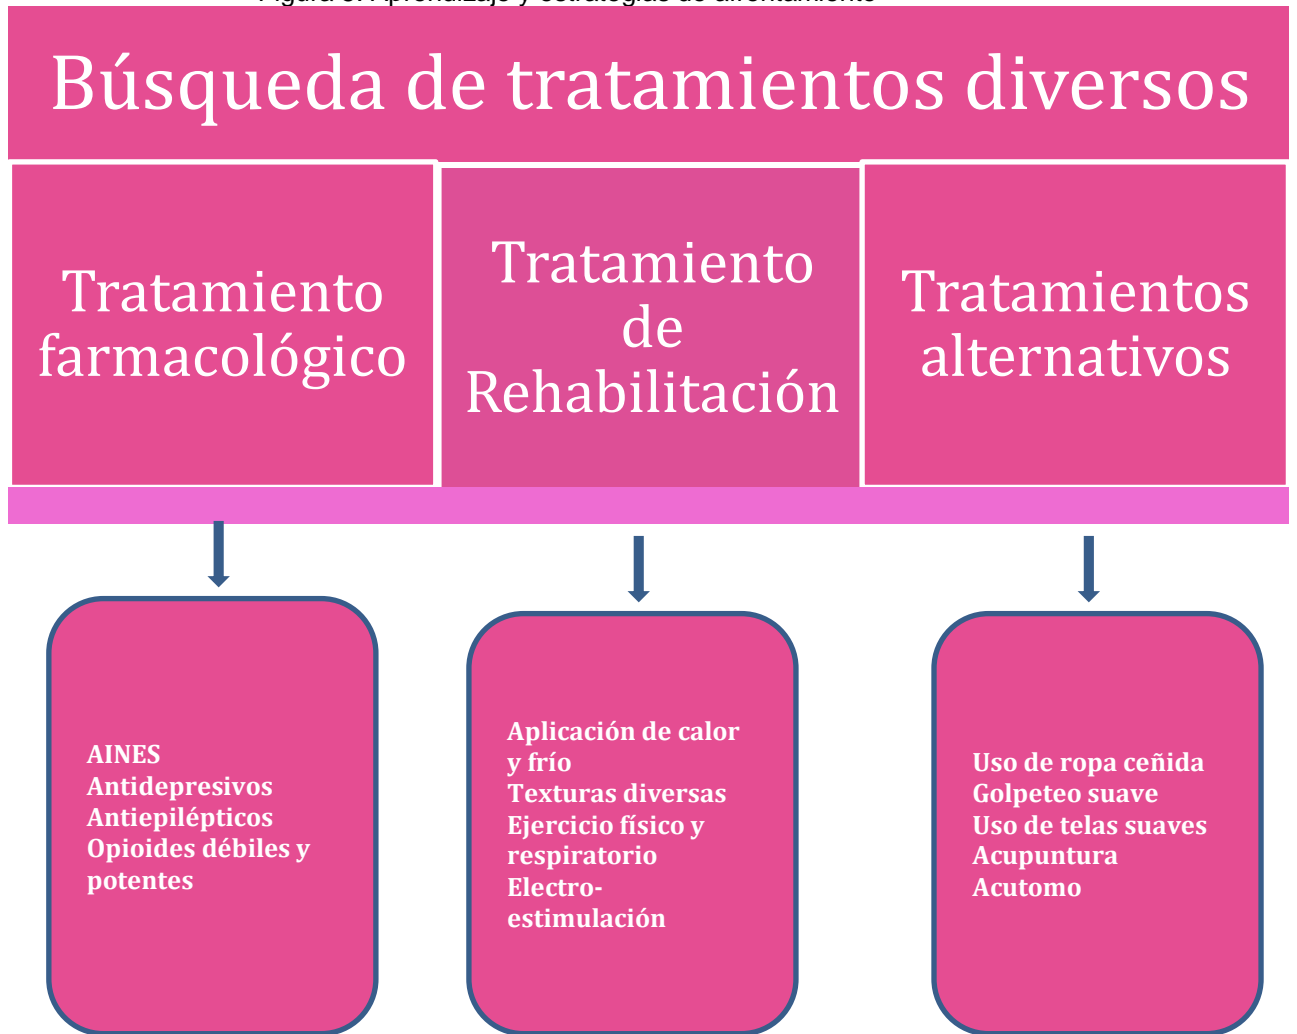 Búsqueda de tratamientos diversos
Tratamiento
farmacológico
Tratamiento
de
Rehabilitación
Tratamientos
alternativos
AINES
Antidepresivos
Antiepilépticos
Opioides débiles y
potentes
Aplicación de calor
y frío
Texturas diversas
Ejercicio físico y
respiratorio
Electro-
estimulación
Uso de ropa ceñida
Golpeteo suave
Uso de telas suaves
Acupuntura
Acutomo